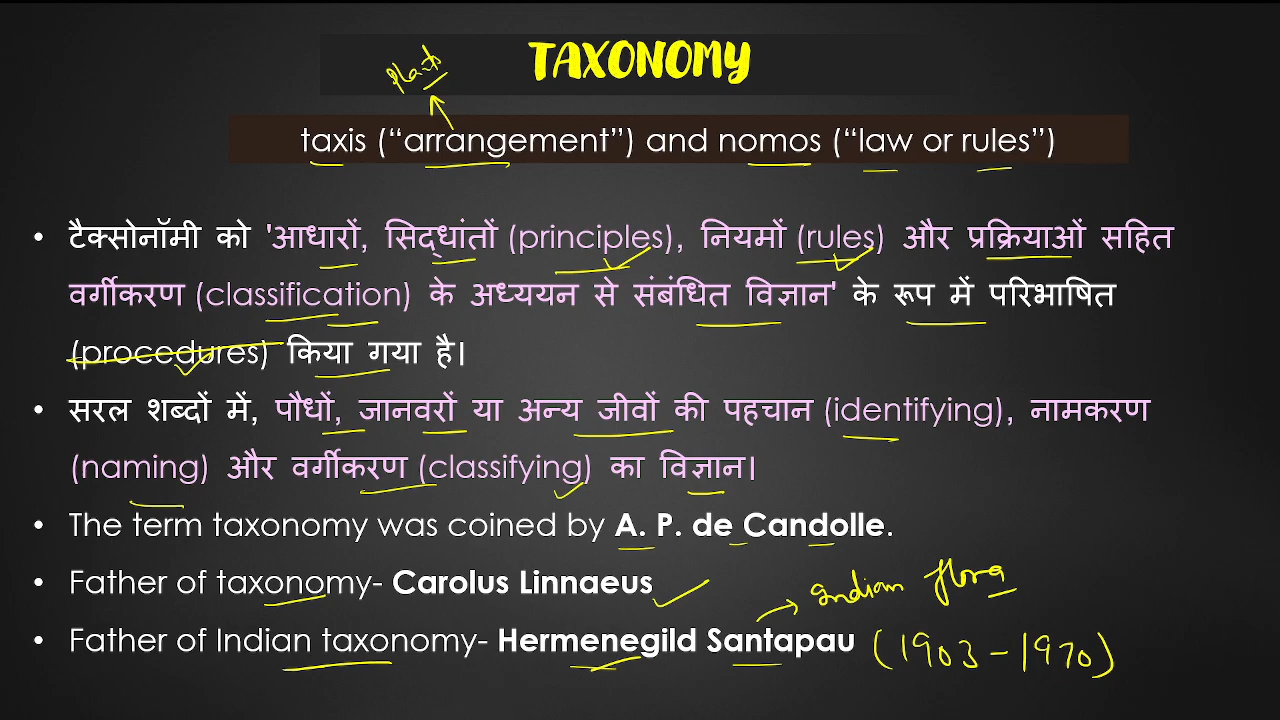 TAXONOMY
plants
taxis (“arrangement”) and nomos (“law or rules”)
• टैक्सोनॉमी को 'आधारों, सिद्धांतों (principles), नियमों (rules) और प्रक्रियाओं सहित
वर्गीकरण (classification) के अध्ययन से संबंधित विज्ञान' के रूप में परिभाषित
(procedures) किया गया है।
• सरल शब्दों में, पौधों, जानवरों या अन्य जीवों की पहचान (identifying), नामकरण
(naming) और वर्गीकरण (classifying) का विज्ञान।
• The term taxonomy was coined by A. P. de Candolle.
• Father of taxonomy- Carolus Linnaeus
Indian flora
• Father of Indian taxonomy- Hermenegild Santapau (1903-1970)